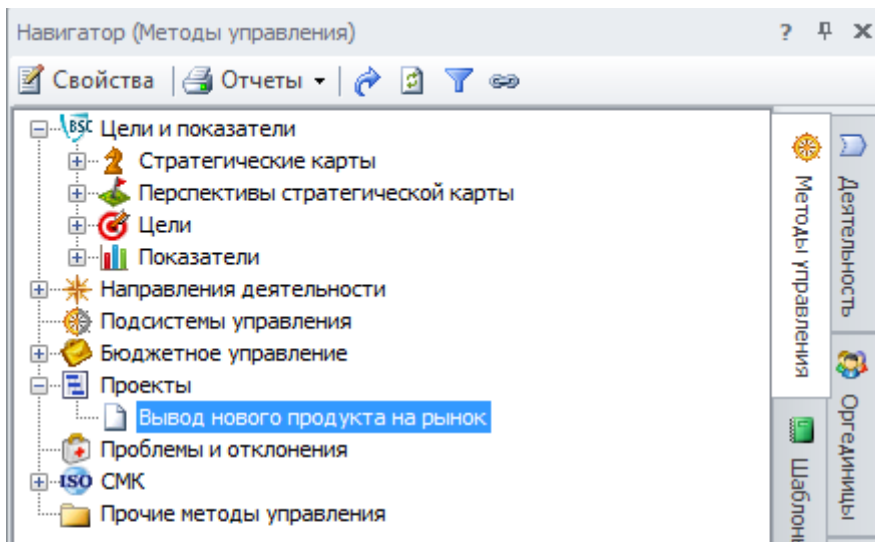 Навигатор (Методы управления)
Свойства Отчеты
BSC Цели и показатели
Стратегические карты
Перспективы стратегической карты
Цели
Показатели
Направления деятельности
Подсистемы управления
Бюджетное управление
Проекты
Вывод нового продукта на рынок
Проблемы и отклонения
ISO СМК
Прочие методы управления
Методы управления
Шаблоны
Деятельность
Оргединицы